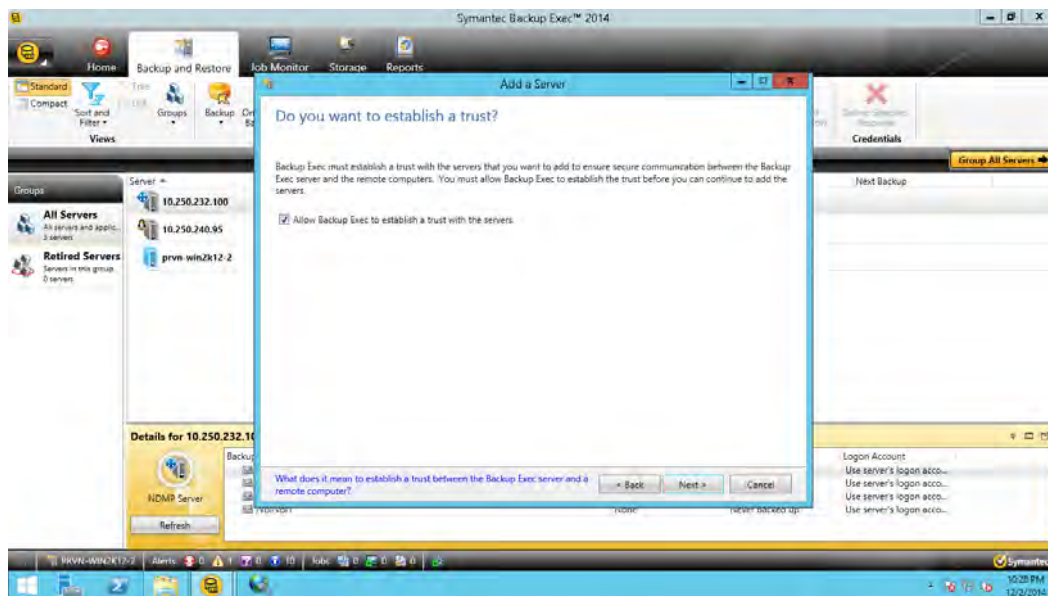 Symantec Backup Exec™ 2014
Home
Backup and Restore
Job Monitor
Storage
Reports
Standard
Compact
Sort and
Filter
Tree
Groups
Backup
Views
Credentials
Add a Server
Do you want to establish a trust?
Backup Exec must establish a trust with the servers that you want to add to ensure secure communication between the Backup
Exec server and the remote computers. You must allow Backup Exec to establish the trust before you can continue to add the
servers.
Allow Backup Exec to establish a trust with the servers.
What does it mean to establish a trust between the Backup Exec server and a
remote computer?
< Back
Next >
Cancel
Group All Servers
Groups
All Servers
All servers and applic...
3 servers
Retired Servers
Servers in this group...
0 servers
Server
10.250.232.100
10.250.240.95
prvn-win2k12-2
Next Backup
Details for 10.250.232.10
NDMP Server
Refresh
Backup
None
Never backed up
Logon Account
Use server's logon acco...
Use server's logon acco...
Use server's logon acco...
Use server's logon acco...
PRVN-WIN2K12-2
Alerts
0
1
0
10
Jobs:
0
0
0
Symantec
10:28 PM
12/2/2014